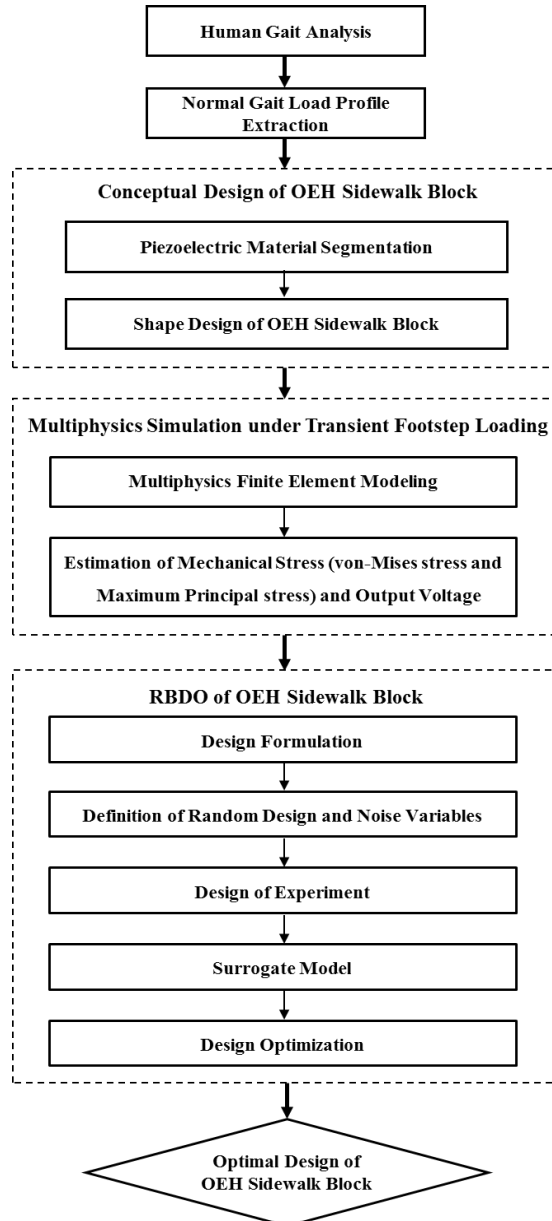 Human Gait Analysis
Normal Gait Load Profile
Extraction
Conceptual Design of OEH Sidewalk Block
Piezoelectric Material Segmentation
Shape Design of OEH Sidewalk Block
Multiphysics Simulation under Transient Footstep Loading
Multiphysics Finite Element Modeling
Estimation of Mechanical Stress (von-Mises stress and
Maximum Principal stress) and Output Voltage
RBDO of OEH Sidewalk Block
Design Formulation
Definition of Random Design and Noise Variables
Design of Experiment
Surrogate Model
Design Optimization
Optimal Design of
OEH Sidewalk Block